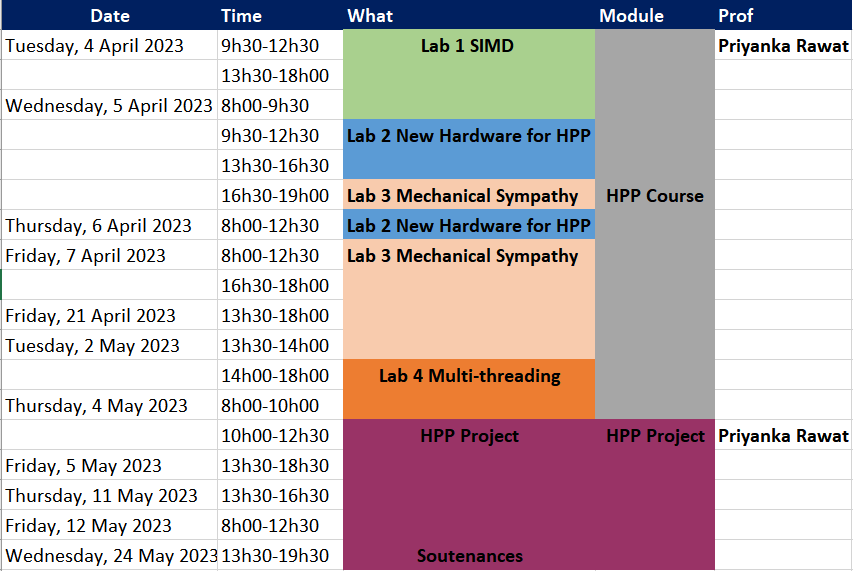 Date Time What Module Prof
Tuesday, 4 April 2023 9h30-12h30 Lab 1 SIMD Priyanka Rawat
13h30-18h00
Wednesday, 5 April 2023 8h00-9h30
9h30-12h30 Lab 2 New Hardware for HPP
13h30-16h30
16h30-19h00 Lab 3 Mechanical Sympathy HPP Course
Thursday, 6 April 2023 8h00-12h30 Lab 2 New Hardware for HPP
Friday, 7 April 2023 8h00-12h30 Lab 3 Mechanical Sympathy
16h30-18h00
Friday, 21 April 2023 13h30-18h00
Tuesday, 2 May 2023 13h30-14h00
14h00-18h00 Lab 4 Multi-threading
Thursday, 4 May 2023 8h00-10h00
10h00-12h30 HPP Project HPP Project Priyanka Rawat
Friday, 5 May 2023 13h30-18h30
Thursday, 11 May 2023 13h30-16h30
Friday, 12 May 2023 8h00-12h30
Wednesday, 24 May 2023 13h30-19h30 Soutenances